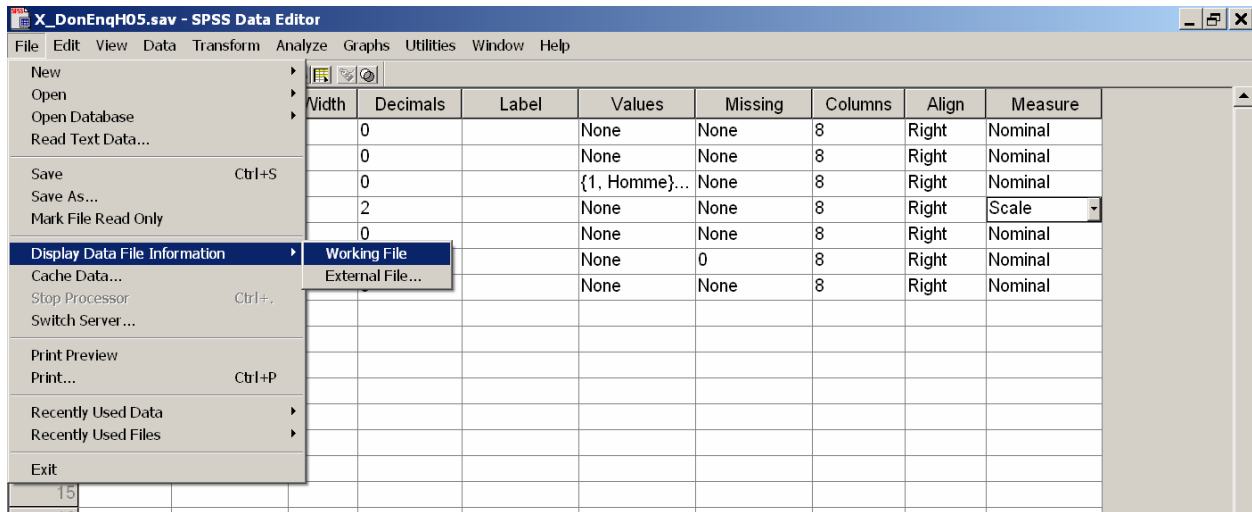 X_DonEnqH05.sav - SPSS Data Editor
File Edit View Data Transform Analyze Graphs Utilities Window Help
New
Open
Open Database
Read Text Data...
Save Ctrl+S
Save As...
Mark File Read Only
Display Data File Information
Cache Data...
Stop Processor Ctrl+.
Switch Server...
Print Preview
Print... Ctrl+P
Recently Used Data
Recently Used Files
Exit
Working File
External File...
Decimals Label Values Missing Columns Align Measure
0 None None 8 Right Nominal
0 None None 8 Right Nominal
0 {1, Homme}... None 8 Right Nominal
2 None None 8 Right Scale
0 None None 8 Right Nominal
None 0 8 Right Nominal
None None 8 Right Nominal
15